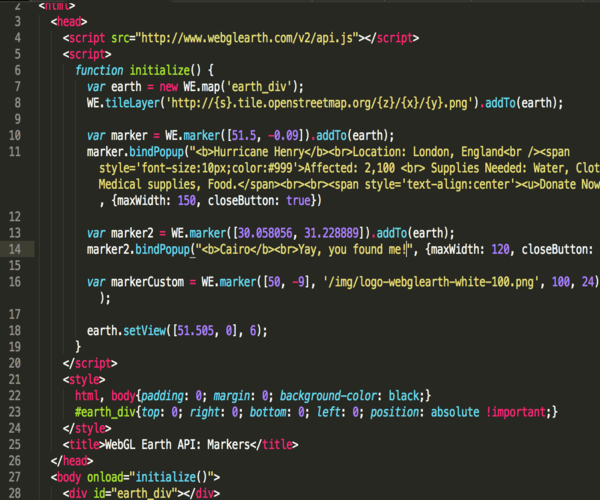 2 <html>
3 <head>
4 <script src="http://www.webglearth.com/v2/api.js"></script>
5 <script>
6 function initialize() {
7 var earth = new WE.map('earth_div');
8 WE.tileLayer('http://{s}.tile.openstreetmap.org/{z}/{x}/{y}.png').addTo(earth);
9
10 var marker = WE.marker([51.5, -0.09]).addTo(earth);
11 marker.bindPopup("<b>Hurricane Henry</b><br>Location: London, England<br /><span
style='font-size:10px;color:#999'>Affected: 2,100 <br> Supplies Needed: Water, Clot
Medical supplies, Food.</span><br><br><span style='text-align:center'><u>Donate Now
, {maxWidth: 150, closeButton: true})
12
13 var marker2 = WE.marker([30.058056, 31.228889]).addTo(earth);
14 marker2.bindPopup("<b>Cairo</b><br>Yay, you found me!", {maxWidth: 120, closeButton:
15
16 var markerCustom = WE.marker([50, -9], '/img/logo-webglearth-white-100.png', 100, 24)
);
17
18 earth.setView([51.505, 0], 6);
19 }
20 </script>
21 <style>
22 html, body{padding: 0; margin: 0; background-color: black;}
23 #earth_div{top: 0; right: 0; bottom: 0; left: 0; position: absolute !important;}
24 </style>
25 <title>WebGL Earth API: Markers</title>
26 </head>
27 <body onload="initialize()">
28 <div id="earth_div"></div>